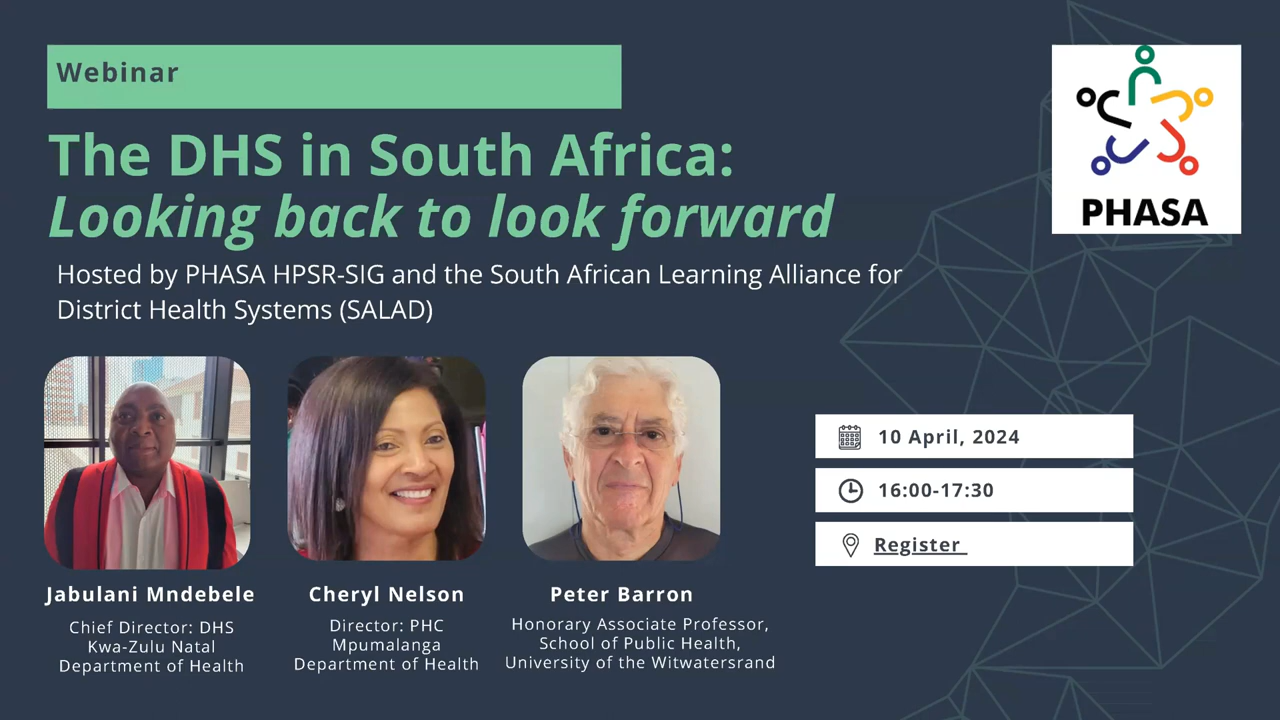 Webinar
The DHS in South Africa:
Looking back to look forward
Hosted by PHASA HPSR-SIG and the South African Learning Alliance for
District Health Systems (SALAD)
PHASA
10 April, 2024
16:00-17:30
Register
Jabulani Mndebele
Chief Director: DHS
Kwa-Zulu Natal
Department of Health
Cheryl Nelson
Director: PHC
Mpumalanga
Department of Health
Peter Barron
Honorary Associate Professor,
School of Public Health,
University of the Witwatersrand